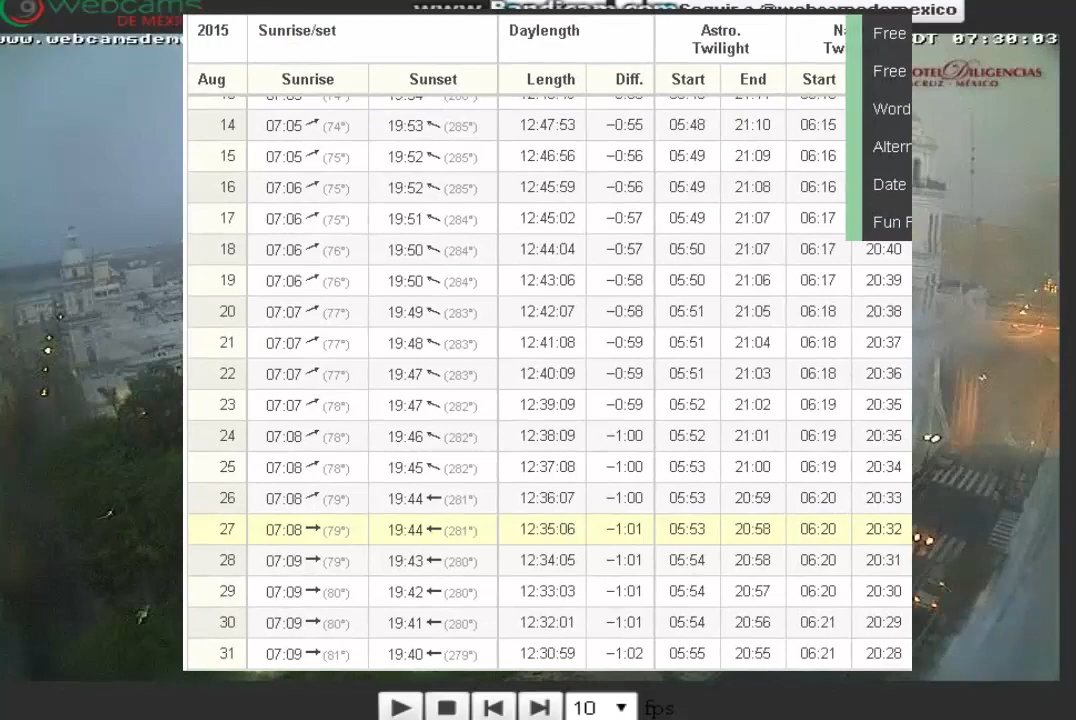 WEBCAMS
DE MEXICO
www.Bandicam.com
Seguir a @webcamsdemexico
www.webcamsdem
DT 07:30:03
HOTEL DILIGENCIAS
VERACRUZ - MÉXICO
2015 Sunrise/set Daylength Astro. Twilight
Aug Sunrise Sunset Length Diff. Start End Start
14 07:05 (74°) 19:53 (285°) 12:47:53 −0:55 05:48 21:10 06:15
15 07:05 (75°) 19:52 (285°) 12:46:56 −0:56 05:49 21:09 06:16
16 07:06 (75°) 19:52 (285°) 12:45:59 −0:56 05:49 21:08 06:16
17 07:06 (75°) 19:51 (284°) 12:45:02 −0:57 05:49 21:07 06:17
18 07:06 (76°) 19:50 (284°) 12:44:04 −0:57 05:50 21:07 06:17 20:40
19 07:06 (76°) 19:50 (284°) 12:43:06 −0:58 05:50 21:06 06:17 20:39
20 07:07 (77°) 19:49 (283°) 12:42:07 −0:58 05:51 21:05 06:18 20:38
21 07:07 (77°) 19:48 (283°) 12:41:08 −0:59 05:51 21:04 06:18 20:37
22 07:07 (77°) 19:47 (283°) 12:40:09 −0:59 05:51 21:03 06:18 20:36
23 07:07 (78°) 19:47 (282°) 12:39:09 −0:59 05:52 21:02 06:19 20:35
24 07:08 (78°) 19:46 (282°) 12:38:09 −1:00 05:52 21:01 06:19 20:35
25 07:08 (78°) 19:45 (282°) 12:37:08 −1:00 05:53 21:00 06:19 20:34
26 07:08 (79°) 19:44 (281°) 12:36:07 −1:00 05:53 20:59 06:20 20:33
27 07:08 (79°) 19:44 (281°) 12:35:06 −1:01 05:53 20:58 06:20 20:32
28 07:09 (79°) 19:43 (280°) 12:34:05 −1:01 05:54 20:58 06:20 20:31
29 07:09 (80°) 19:42 (280°) 12:33:03 −1:01 05:54 20:57 06:20 20:30
30 07:09 (80°) 19:41 (280°) 12:32:01 −1:01 05:54 20:56 06:21 20:29
31 07:09 (81°) 19:40 (279°) 12:30:59 −1:02 05:55 20:55 06:21 20:28
Free
Free
Word
Altern
Date
Fun F
10 fps